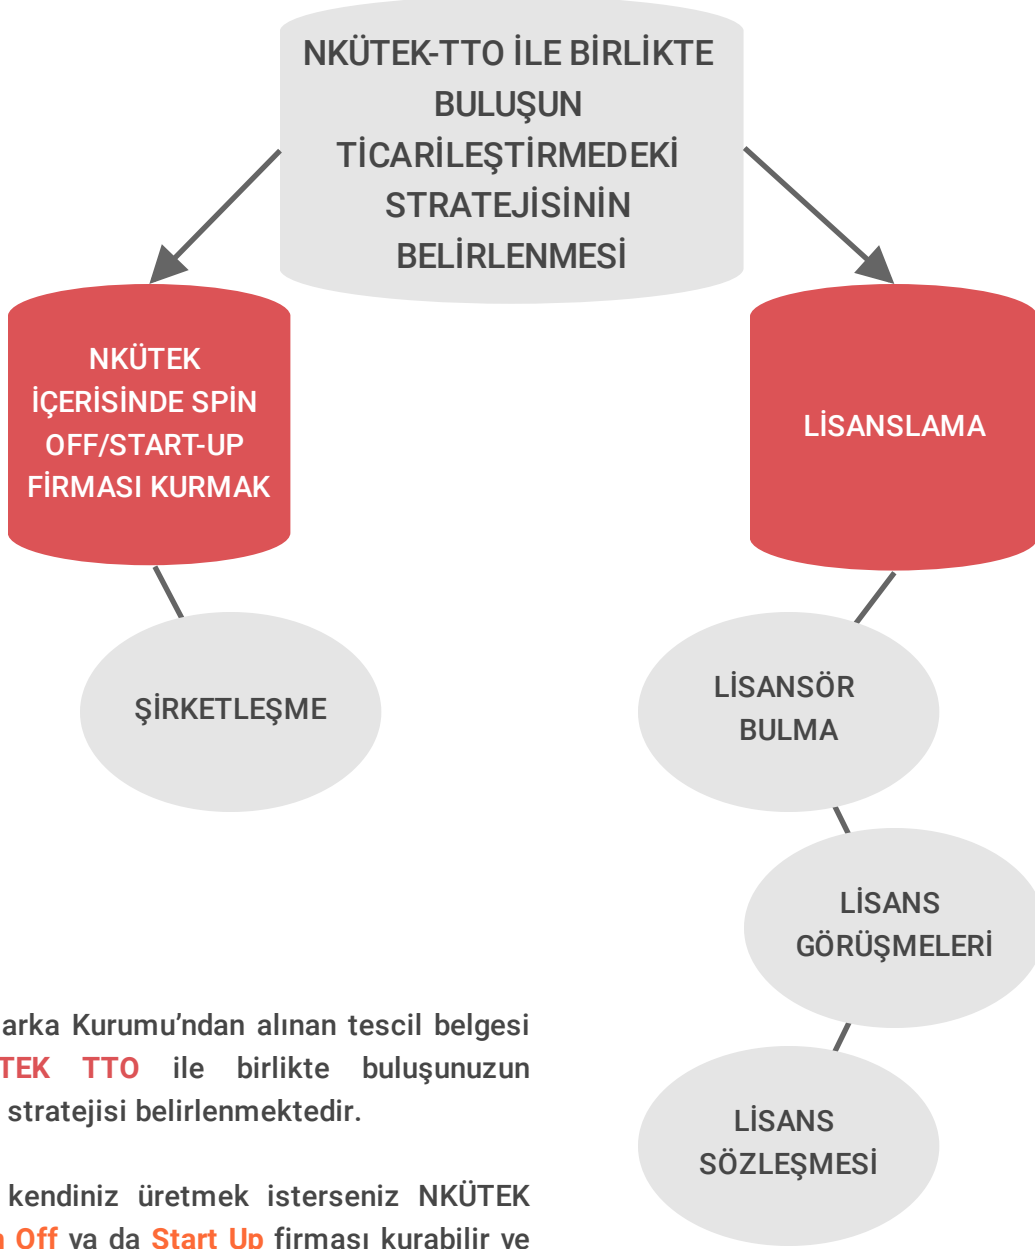 NKÜTEK-TTO İLE BİRLİKTE
BULUŞUN
TİCARİLEŞTİRMEDEKİ
STRATEJİSİNİN
BELİRLENMESİ
NKÜTEK
İÇERİSİNDE SPİN
OFF/START-UP
FİRMASI KURMAK
LİSANSLAMA
ŞİRKETLEŞME
LİSANSÖR
BULMA
LİSANS
GÖRÜŞMELERİ
LİSANS
SÖZLEŞMESİ
arka Kurumu’ndan alınan tescil belgesi
TEK TTO ile birlikte buluşunuzun
stratejisi belirlenmektedir.
kendiniz üretmek isterseniz NKÜTEK
Off ya da Start Up firması kurabilir ve